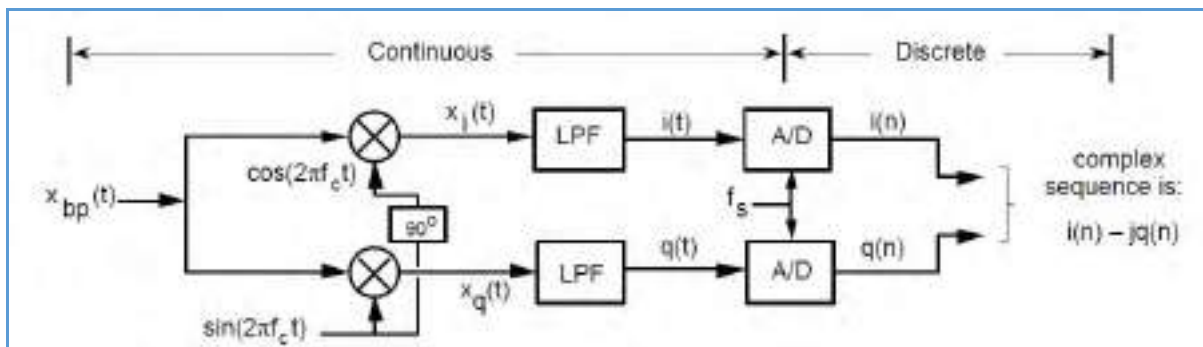 Continuous
Discrete
x_i(t)
LPF
i(t)
A/D
i(n)
cos(2πf_ct)
x_bp(t)
90°
f_s
complex
sequence is:
i(n) – jq(n)
x_q(t)
LPF
q(t)
A/D
q(n)
sin(2πf_ct)